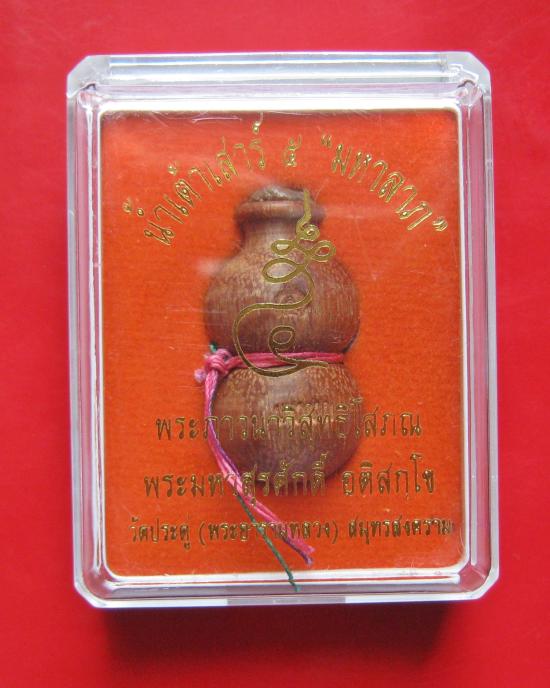 น้ำเต้าเสาร์ ๕ "มหาลาภ"
พระภาวนาวิสุทธิโสภณ
พระมหาสุรศักดิ์ อติสกฺโข
วัดประดู่ (พระอารามหลวง) สมุทรสงคราม